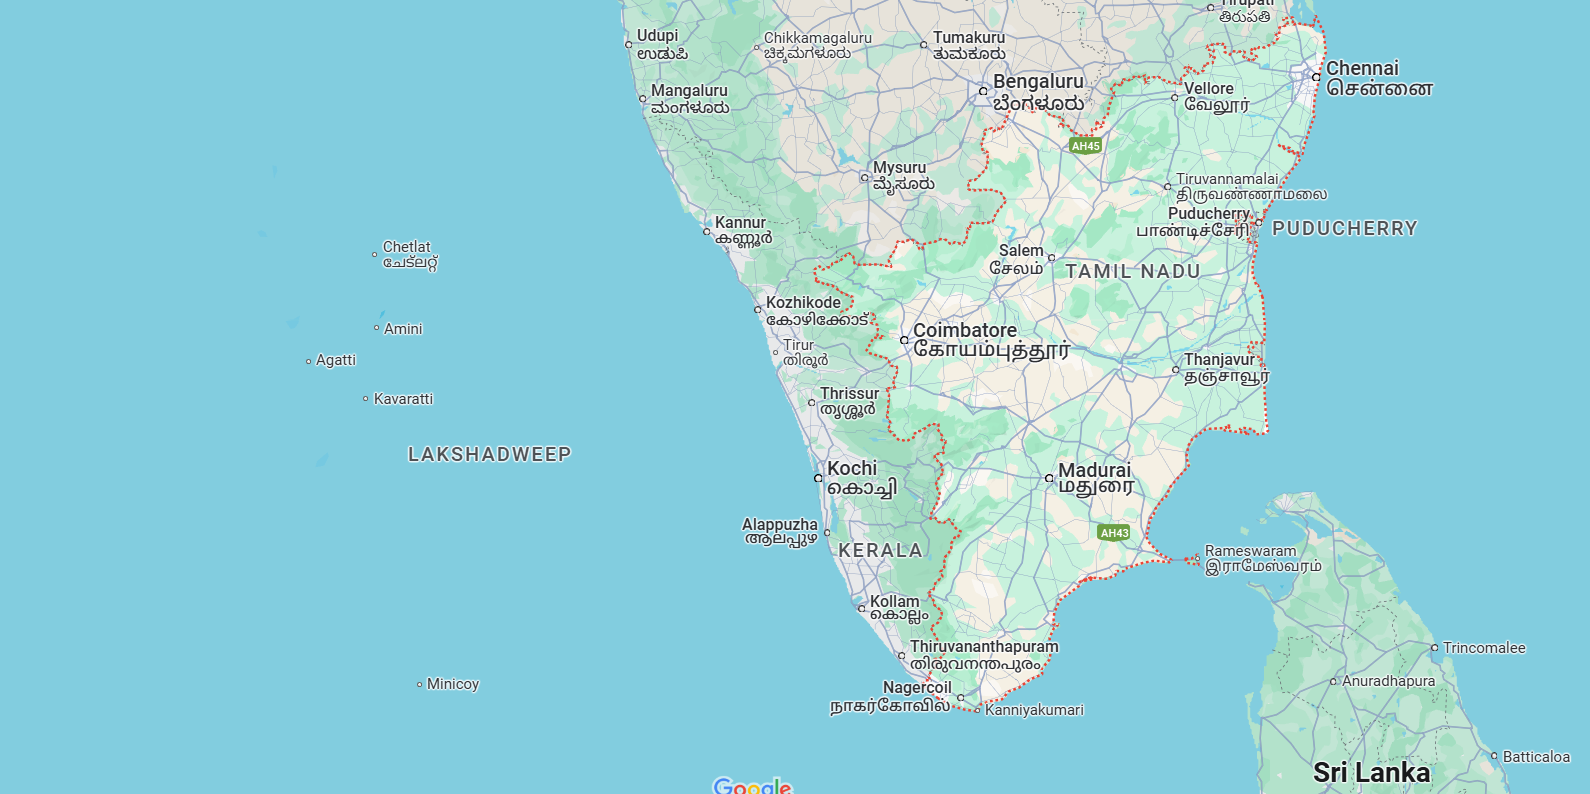 Tirupati
తిరుపతి
Udupi
ಉಡುಪಿ
Chikkamagaluru
ಚಿಕ್ಕಮಗಳೂರು
Tumakuru
ತುಮಕೂರು
Bengaluru
ಬೆಂಗಳೂರು
Chennai
சென்னை
Mangaluru
ಮಂಗಳೂರು
Vellore
வேலூர்
AH45
Mysuru
ಮೈಸೂರು
Tiruvannamalai
திருவண்ணாமலை
Kannur
കണ്ണൂർ
Puducherry
பாண்டிச்சேரி
PUDUCHERRY
Chetlat
ചേട്ലറ്റ്
Salem
சேலம்
TAMIL NADU
Kozhikode
കോഴിക്കോട്
Amini
Coimbatore
கோயம்புத்தூர்
Tirur
തിരൂർ
Agatti
Thanjavur
தஞ்சாவூர்
Kavaratti
Thrissur
തൃശ്ശൂർ
LAKSHADWEEP
Kochi
കൊച്ചി
Madurai
மதுரை
Alappuzha
ആലപ്പുഴ
AH43
KERALA
Rameswaram
இராமேஸ்வரம்
Kollam
കൊല്ലം
Thiruvananthapuram
തിരുവനന്തപുരം
Trincomalee
Minicoy
Nagercoil
நாகர்கோவில்
Anuradhapura
Kanniyakumari
Batticaloa
Sri Lanka
Google